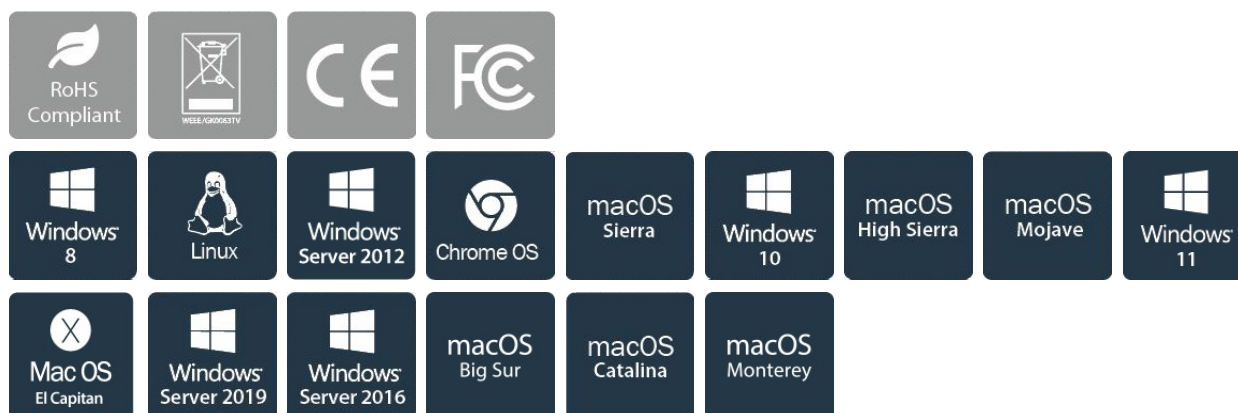 RoHS
Compliant
CE
FC
Windows
8
Linux
Windows
Server 2012
Chrome OS
macOS
Sierra
Windows
10
macOS
High Sierra
macOS
Mojave
Windows
11
X
Mac OS
El Capitan
Windows
Server 2019
Windows
Server 2016
macOS
Big Sur
macOS
Catalina
macOS
Monterey